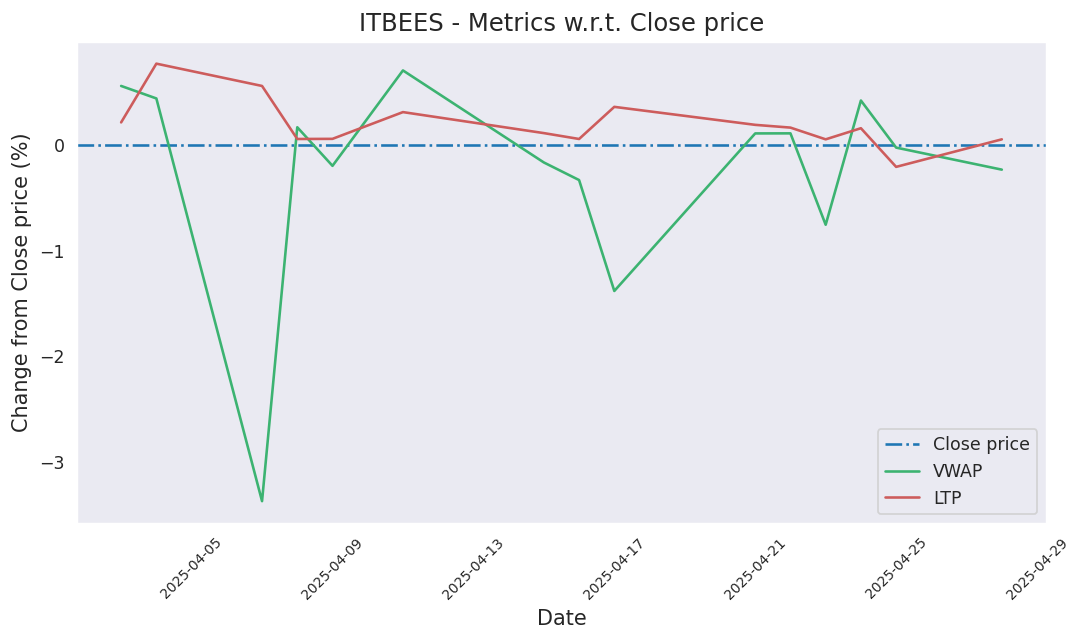 ITBEES - Metrics w.r.t. Close price
Change from Close price (%)
0
−1
−2
−3
Close price
VWAP
LTP
2025-04-05
2025-04-09
2025-04-13
2025-04-17
2025-04-21
2025-04-25
2025-04-29
Date